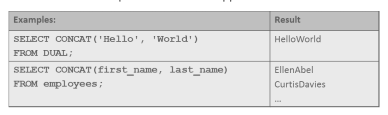 Examples:
Result
SELECT CONCAT('Hello', 'World')
FROM DUAL;
HelloWorld
SELECT CONCAT(first_name, last_name)
FROM employees;
EllenAbel
CurtisDavies
...